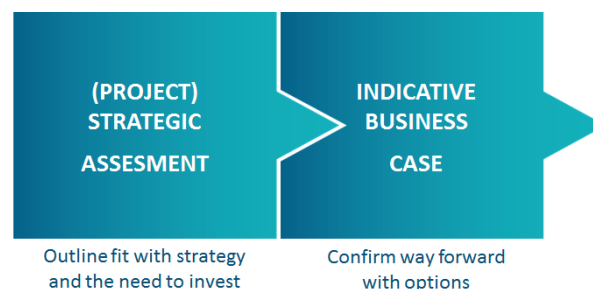 (PROJECT)
STRATEGIC
ASSESMENT
Outline fit with strategy
and the need to invest
INDICATIVE
BUSINESS
CASE
Confirm way forward
with options